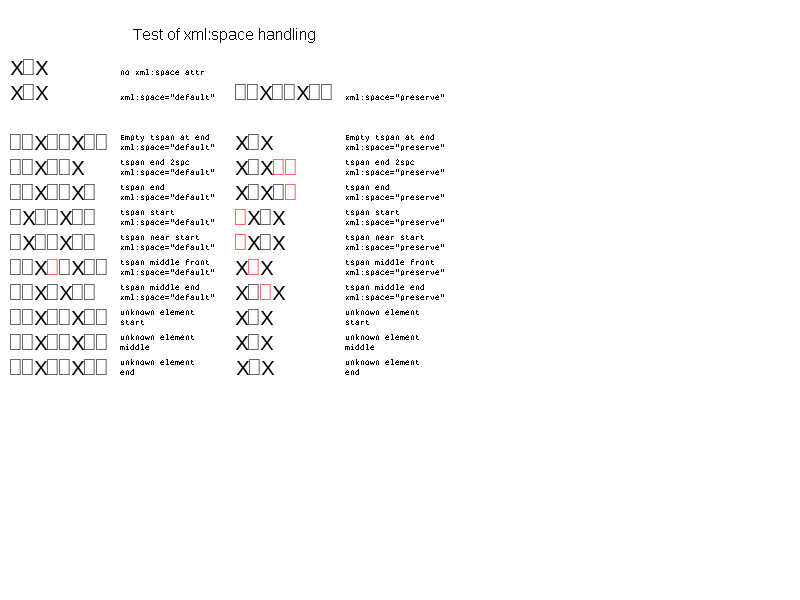 Test of xml:space handling
X□X no xml:space attr
X□X xml:space="default" □□X□□X□□ xml:space="preserve"
□□X□□X□□ Empty tspan at end X□X Empty tspan at end
xml:space="default" xml:space="preserve"
□□X□□X tspan end 2spc X□X□□ tspan end 2spc
xml:space="default" xml:space="preserve"
□□X□□X□ tspan end X□X□□ tspan end
xml:space="default" xml:space="preserve"
□X□□X□□ tspan start □X□X tspan start
xml:space="default" xml:space="preserve"
□X□□X□□ tspan near start □X□X tspan near start
xml:space="default" xml:space="preserve"
□□X□□X□□ tspan middle front X□X tspan middle front
xml:space="default" xml:space="preserve"
□□X□X□□ tspan middle end X□□X tspan middle end
xml:space="default" xml:space="preserve"
□□X□□X□□ unknown element X□X unknown element
start start
□□X□□X□□ unknown element X□X unknown element
middle middle
□□X□□X□□ unknown element X□X unknown element
end end